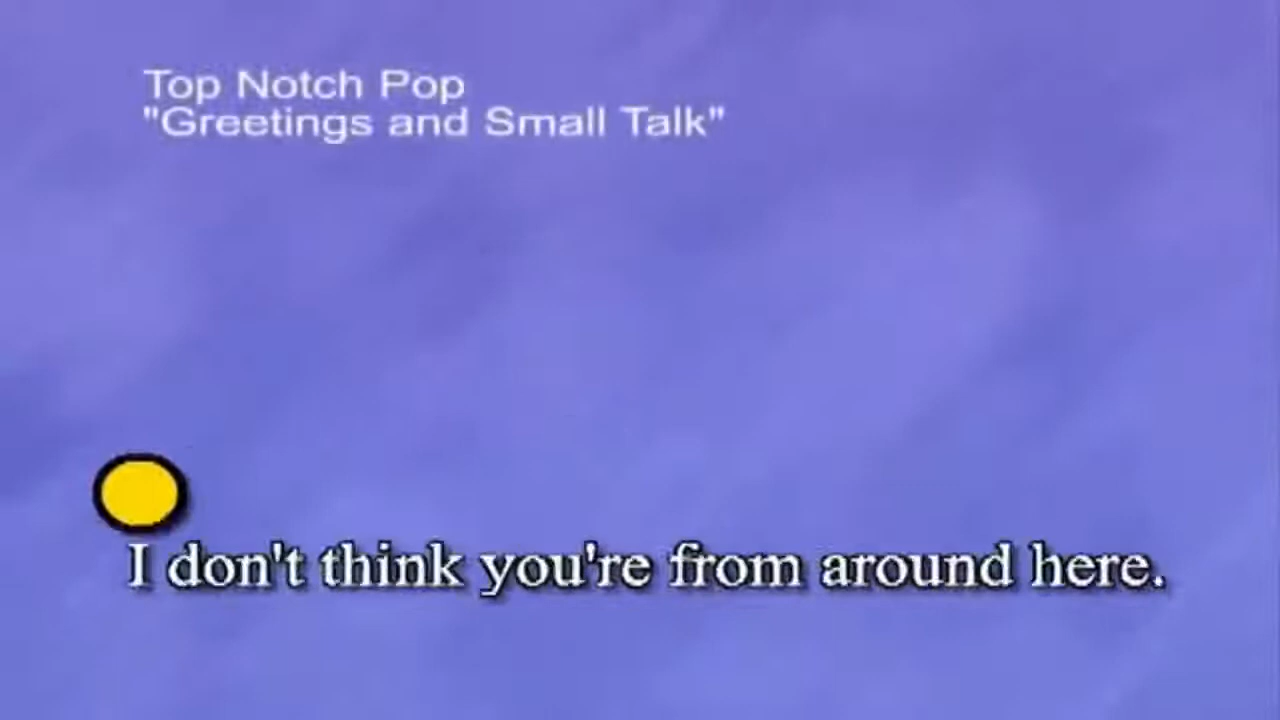 Top Notch Pop
"Greetings and Small Talk"
I don't think you're from around here.